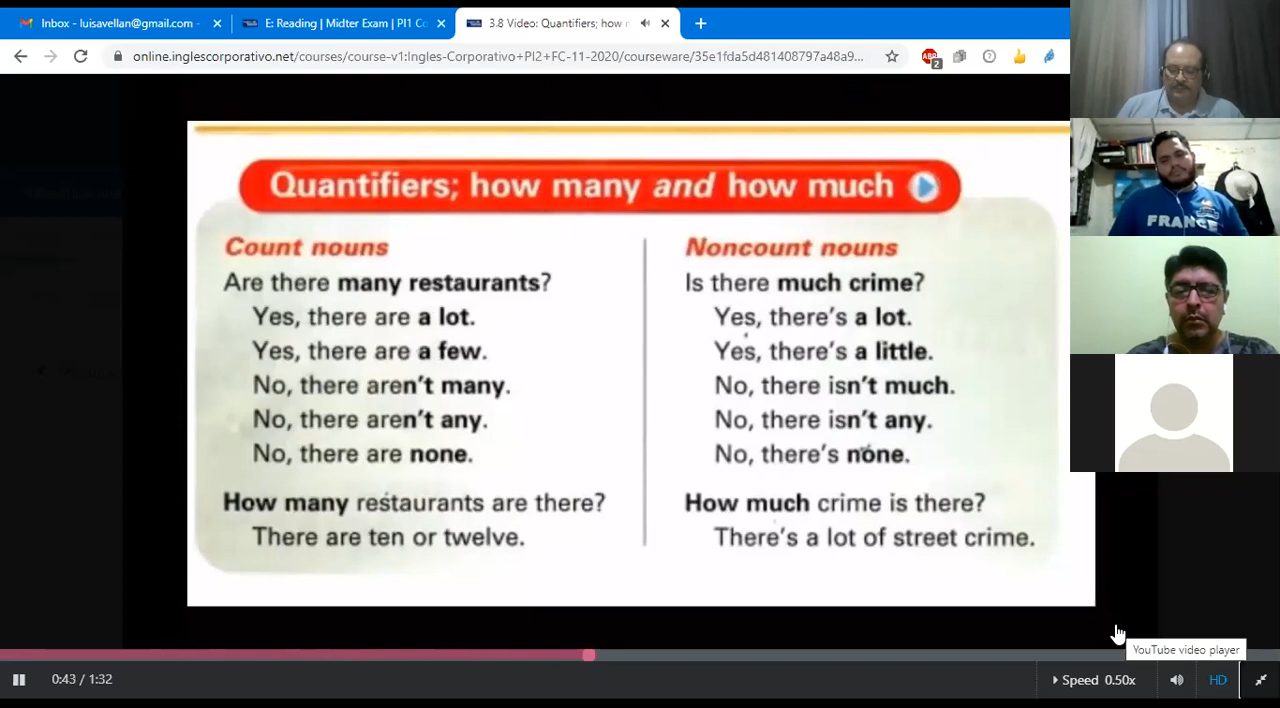 Inbox - luisavellan@gmail.com -
E: Reading | Midter Exam | PI1 Co
3.8 Video: Quantifiers; how r
online.inglescorporativo.net/courses/course-v1:Ingles-Corporativo+PI2+FC-11-2020/courseware/35e1fda5d481408797a48a9...
ABP
2
Quantifiers; how many and how much
Count nouns
Are there many restaurants?
Yes, there are a lot.
Yes, there are a few.
No, there aren't many.
No, there aren't any.
No, there are none.
How many restaurants are there?
There are ten or twelve.
Noncount nouns
Is there much crime?
Yes, there's a lot.
Yes, there's a little.
No, there isn't much.
No, there isn't any.
No, there's none.
How much crime is there?
There's a lot of street crime.
FRANCE
YouTube video player
0:43 / 1:32
Speed 0.50x
HD